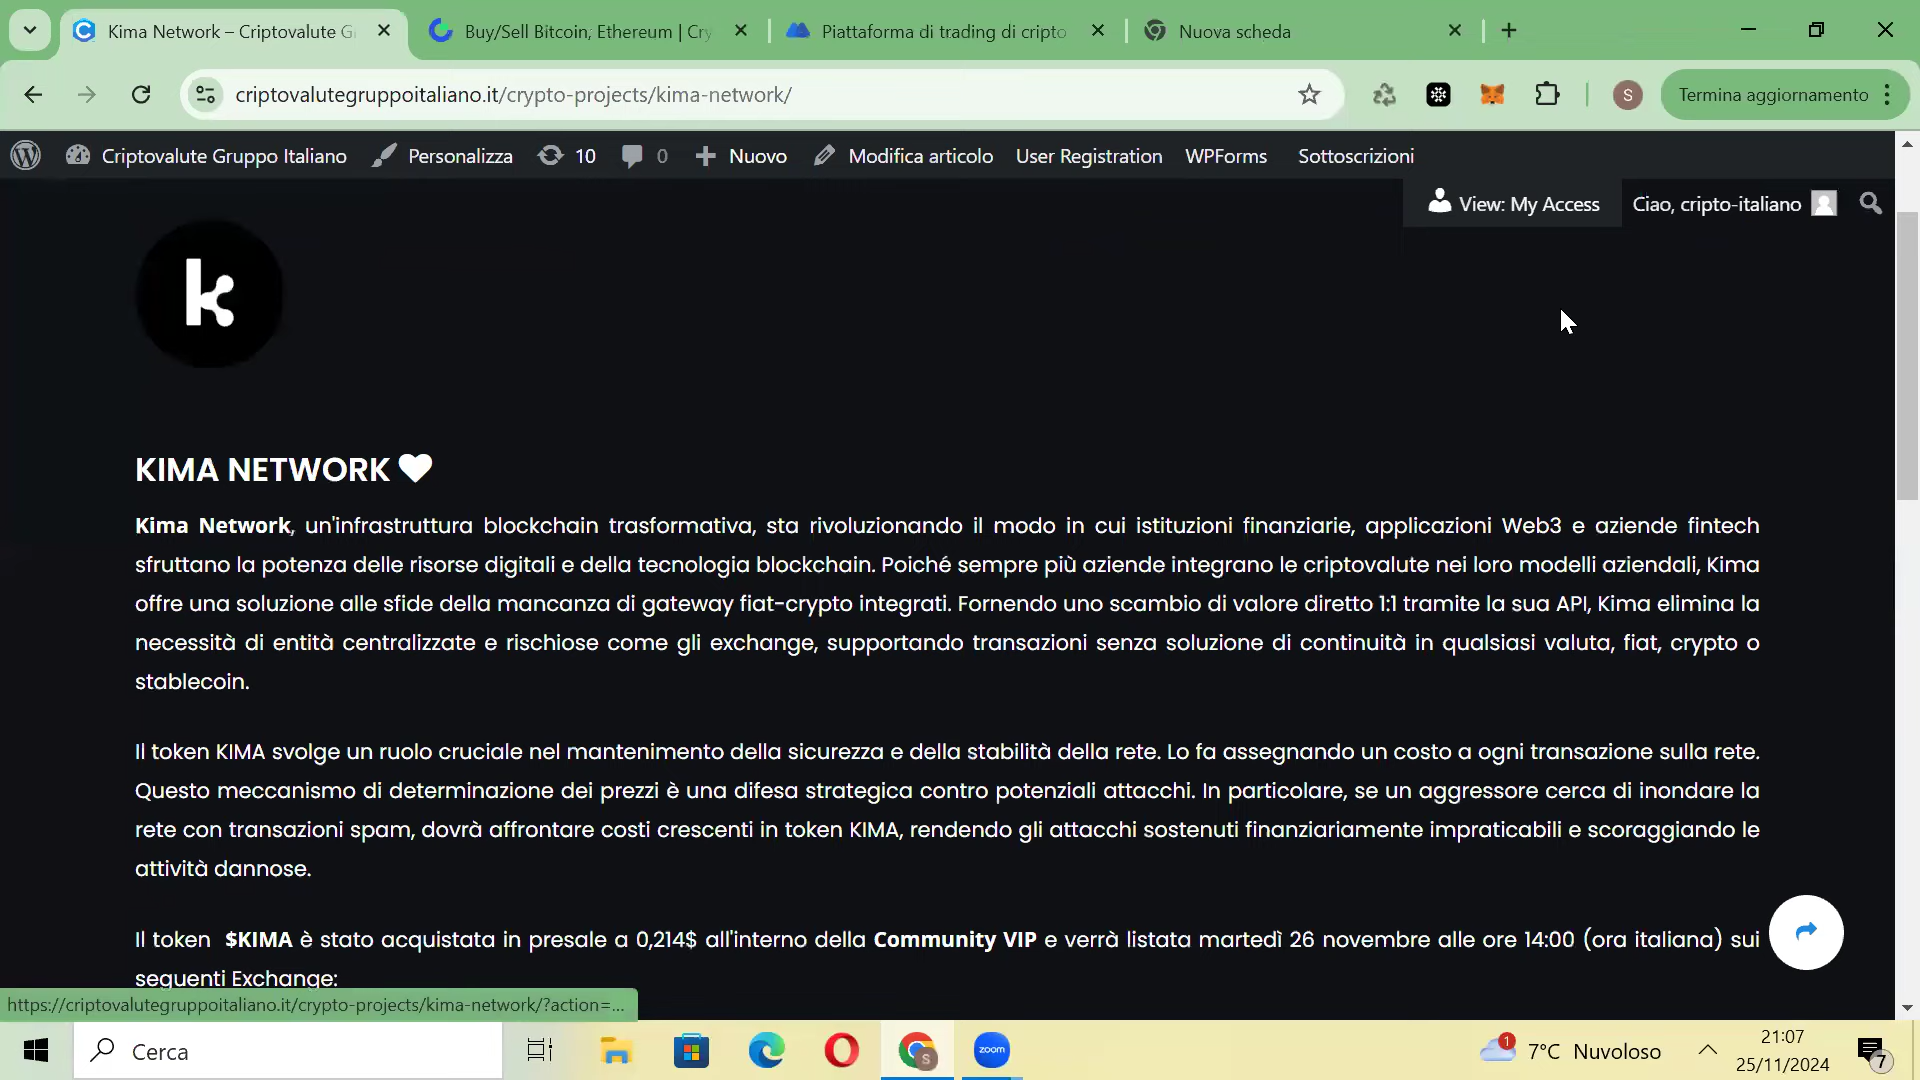 Kima Network – Criptovalute G
Buy/Sell Bitcoin, Ethereum | Cry
Piattaforma di trading di cripto
Nuova scheda
criptovalutegruppoitaliano.it/crypto-projects/kima-network/
S
Termina aggiornamento
Criptovalute Gruppo Italiano
Personalizza
10
0
Nuovo
Modifica articolo
User Registration
WPForms
Sottoscrizioni
View: My Access
Ciao, cripto-italiano
k
KIMA NETWORK
Kima Network, un'infrastruttura blockchain trasformativa, sta rivoluzionando il modo in cui istituzioni finanziarie, applicazioni Web3 e aziende fintech
sfruttano la potenza delle risorse digitali e della tecnologia blockchain. Poiché sempre più aziende integrano le criptovalute nei loro modelli aziendali, Kima
offre una soluzione alle sfide della mancanza di gateway fiat-crypto integrati. Fornendo uno scambio di valore diretto 1:1 tramite la sua API, Kima elimina la
necessità di entità centralizzate e rischiose come gli exchange, supportando transazioni senza soluzione di continuità in qualsiasi valuta, fiat, crypto o
stablecoin.
Il token KIMA svolge un ruolo cruciale nel mantenimento della sicurezza e della stabilità della rete. Lo fa assegnando un costo a ogni transazione sulla rete.
Questo meccanismo di determinazione dei prezzi è una difesa strategica contro potenziali attacchi. In particolare, se un aggressore cerca di inondare la
rete con transazioni spam, dovrà affrontare costi crescenti in token KIMA, rendendo gli attacchi sostenuti finanziariamente impraticabili e scoraggiando le
attività dannose.
Il token $KIMA è stato acquistata in presale a 0,214$ all'interno della Community VIP e verrà listata martedì 26 novembre alle ore 14:00 (ora italiana) sui
seguenti Exchange:
https://criptovalutegruppoitaliano.it/crypto-projects/kima-network/?action=...
Cerca
S
zoom
1
7°C Nuvoloso
21:07
25/11/2024
7